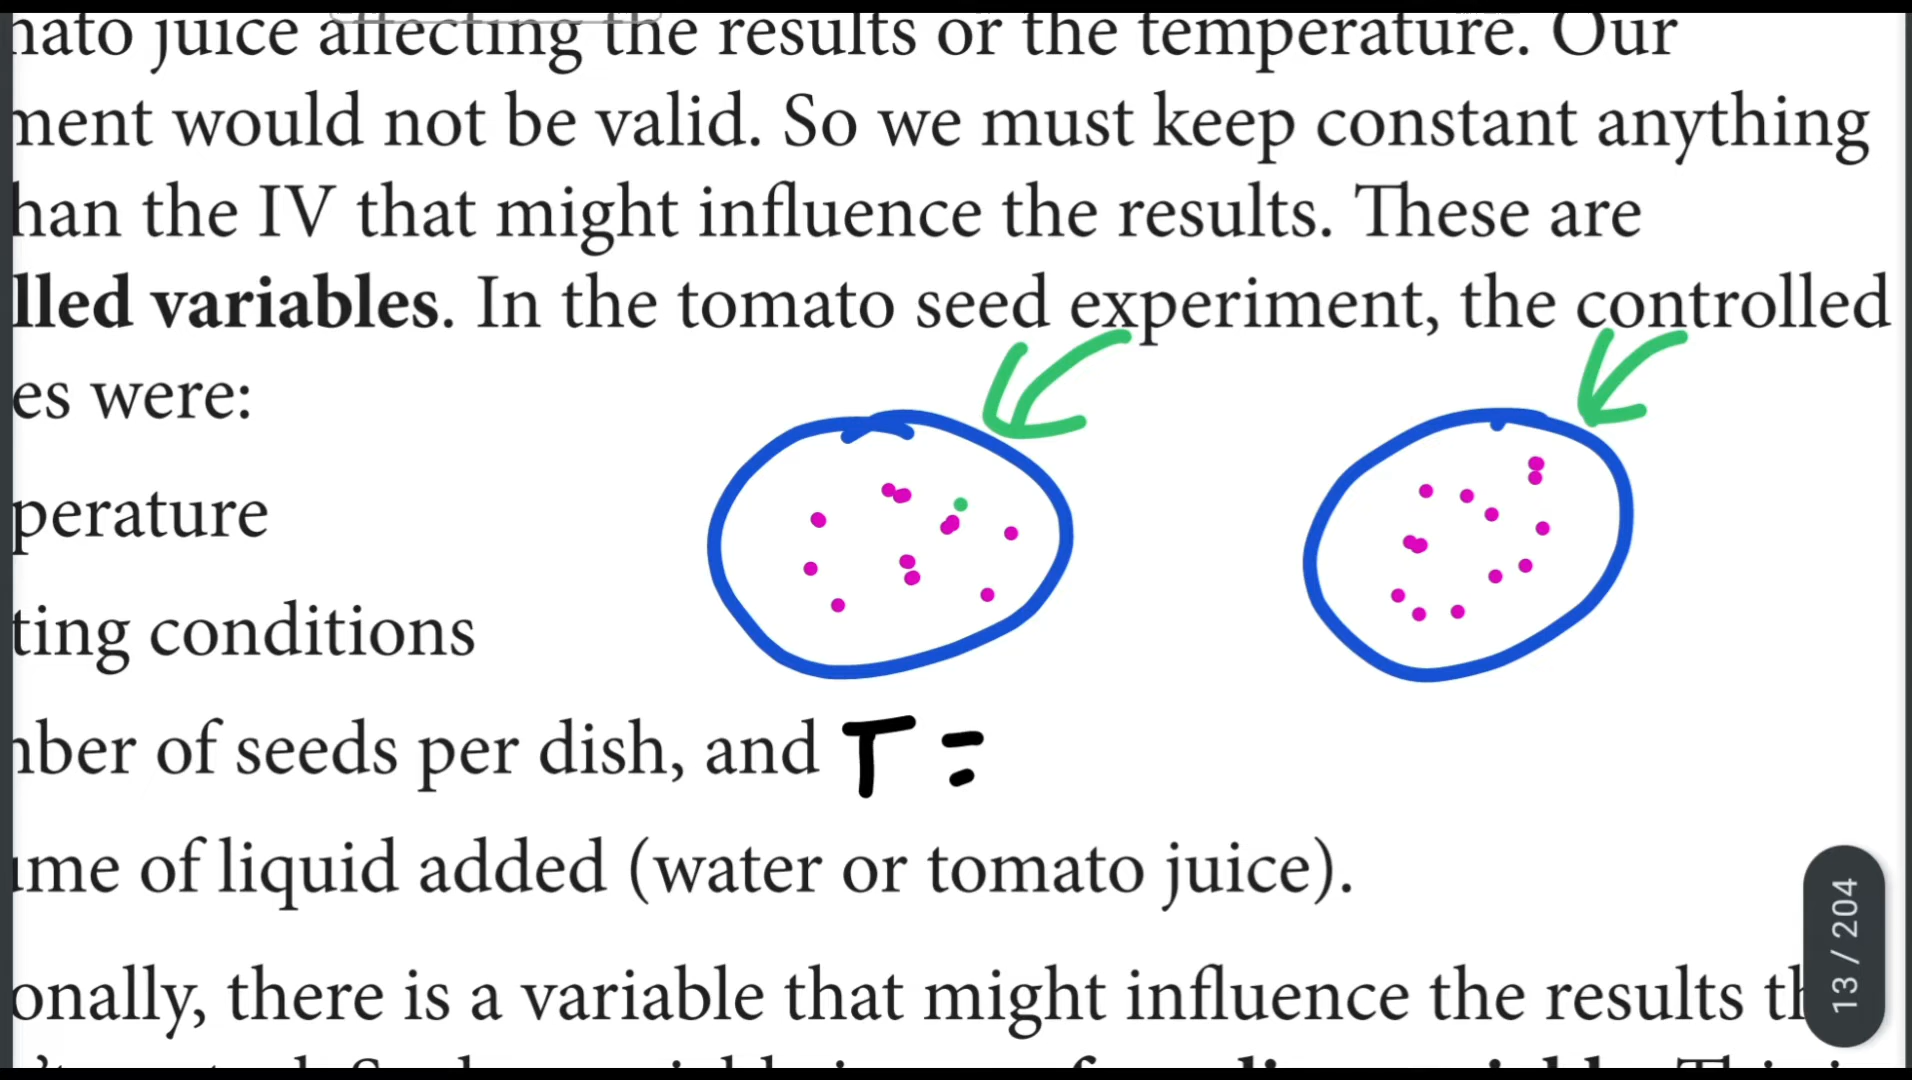 nato juice affecting the results or the temperature. Our
ment would not be valid. So we must keep constant anything
han the IV that might influence the results. These are
lled variables. In the tomato seed experiment, the controlled
es were:
perature
ting conditions
nber of seeds per dish, and T =
ume of liquid added (water or tomato juice).
onally, there is a variable that might influence the results th
13 / 204